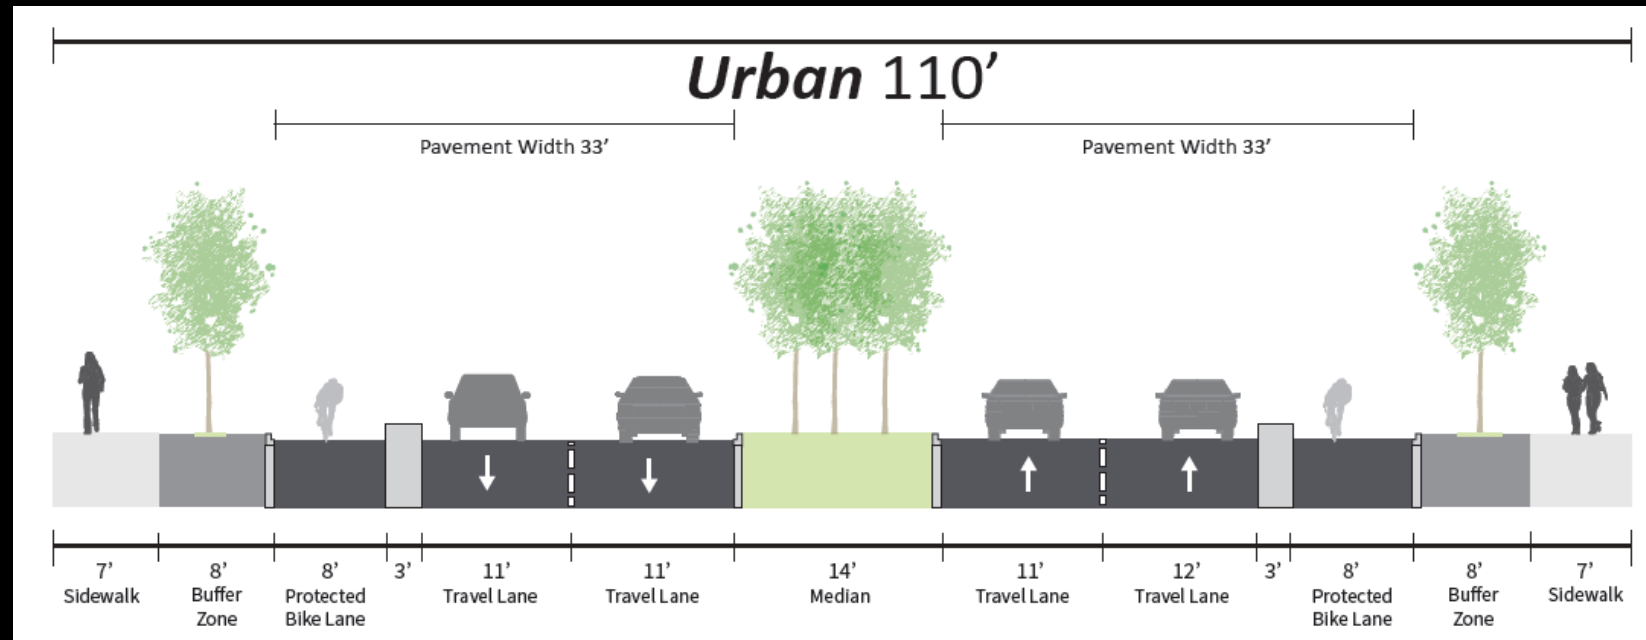 Urban 110’
Pavement Width 33’
Pavement Width 33’
7’
Sidewalk
8’
Buffer
Zone
8’
Protected
Bike Lane
3’
11’
Travel Lane
11’
Travel Lane
14’
Median
11’
Travel Lane
12’
Travel Lane
3’
8’
Protected
Bike Lane
8’
Buffer
Zone
7’
Sidewalk